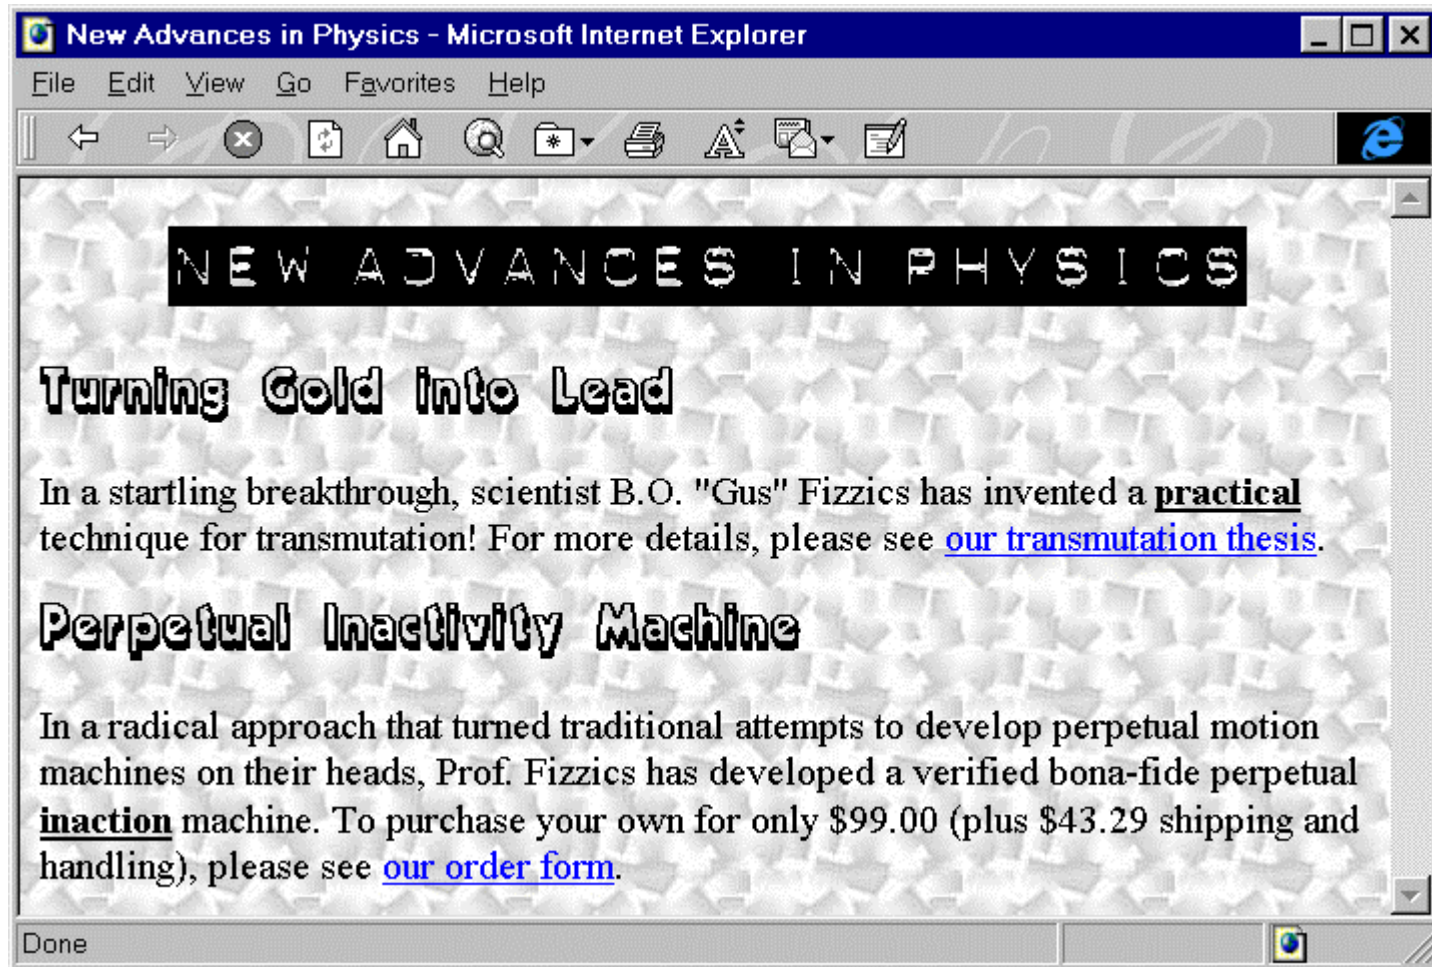 New Advances in Physics - Microsoft Internet Explorer
File Edit View Go Favorites Help
NEW ADVANCES IN PHYSICS
Turning Gold into Lead
In a startling breakthrough, scientist B.O. "Gus" Fizzics has invented a practical
technique for transmutation! For more details, please see our transmutation thesis.
Perpetual Inactivity Machine
In a radical approach that turned traditional attempts to develop perpetual motion
machines on their heads, Prof. Fizzics has developed a verified bona-fide perpetual
inaction machine. To purchase your own for only $99.00 (plus $43.29 shipping and
handling), please see our order form.
Done